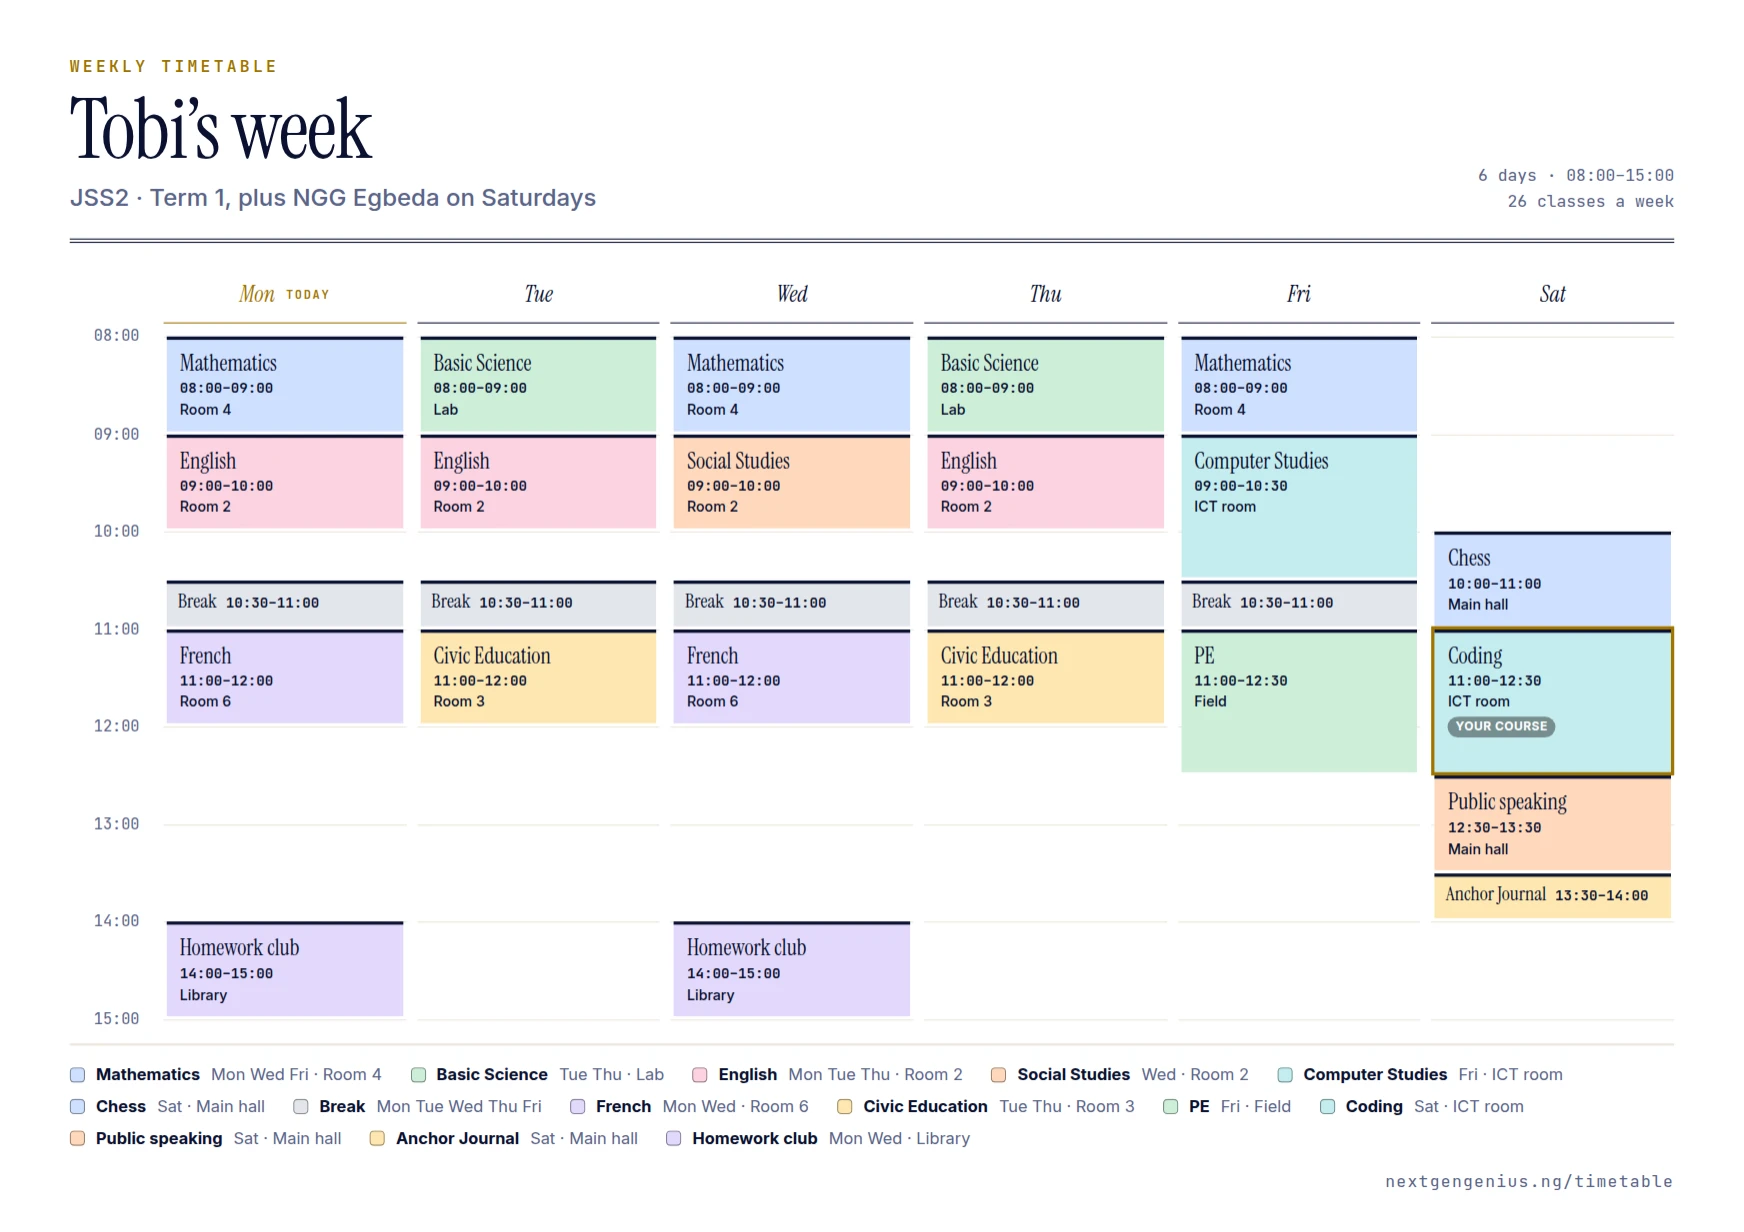 WEEKLY TIMETABLE
Tobi’s week
JSS2 · Term 1, plus NGG Egbeda on Saturdays
6 days · 08:00–15:00
26 classes a week
Mon TODAY
Tue
Wed
Thu
Fri
Sat
08:00
09:00
10:00
11:00
12:00
13:00
14:00
15:00
Mathematics
08:00–09:00
Room 4
English
09:00–10:00
Room 2
Break 10:30–11:00
French
11:00–12:00
Room 6
Homework club
14:00–15:00
Library
Basic Science
08:00–09:00
Lab
English
09:00–10:00
Room 2
Break 10:30–11:00
Civic Education
11:00–12:00
Room 3
Mathematics
08:00–09:00
Room 4
Social Studies
09:00–10:00
Room 2
Break 10:30–11:00
French
11:00–12:00
Room 6
Homework club
14:00–15:00
Library
Basic Science
08:00–09:00
Lab
English
09:00–10:00
Room 2
Break 10:30–11:00
Civic Education
11:00–12:00
Room 3
Mathematics
08:00–09:00
Room 4
Computer Studies
09:00–10:30
ICT room
Break 10:30–11:00
PE
11:00–12:30
Field
Chess
10:00–11:00
Main hall
Coding
11:00–12:30
ICT room
YOUR COURSE
Public speaking
12:30–13:30
Main hall
Anchor Journal 13:30–14:00
Mathematics Mon Wed Fri · Room 4 Basic Science Tue Thu · Lab English Mon Tue Thu · Room 2 Social Studies Wed · Room 2 Computer Studies Fri · ICT room
Chess Sat · Main hall Break Mon Tue Wed Thu Fri French Mon Wed · Room 6 Civic Education Tue Thu · Room 3 PE Fri · Field Coding Sat · ICT room
Public speaking Sat · Main hall Anchor Journal Sat · Main hall Homework club Mon Wed · Library
nextgengenius.ng/timetable